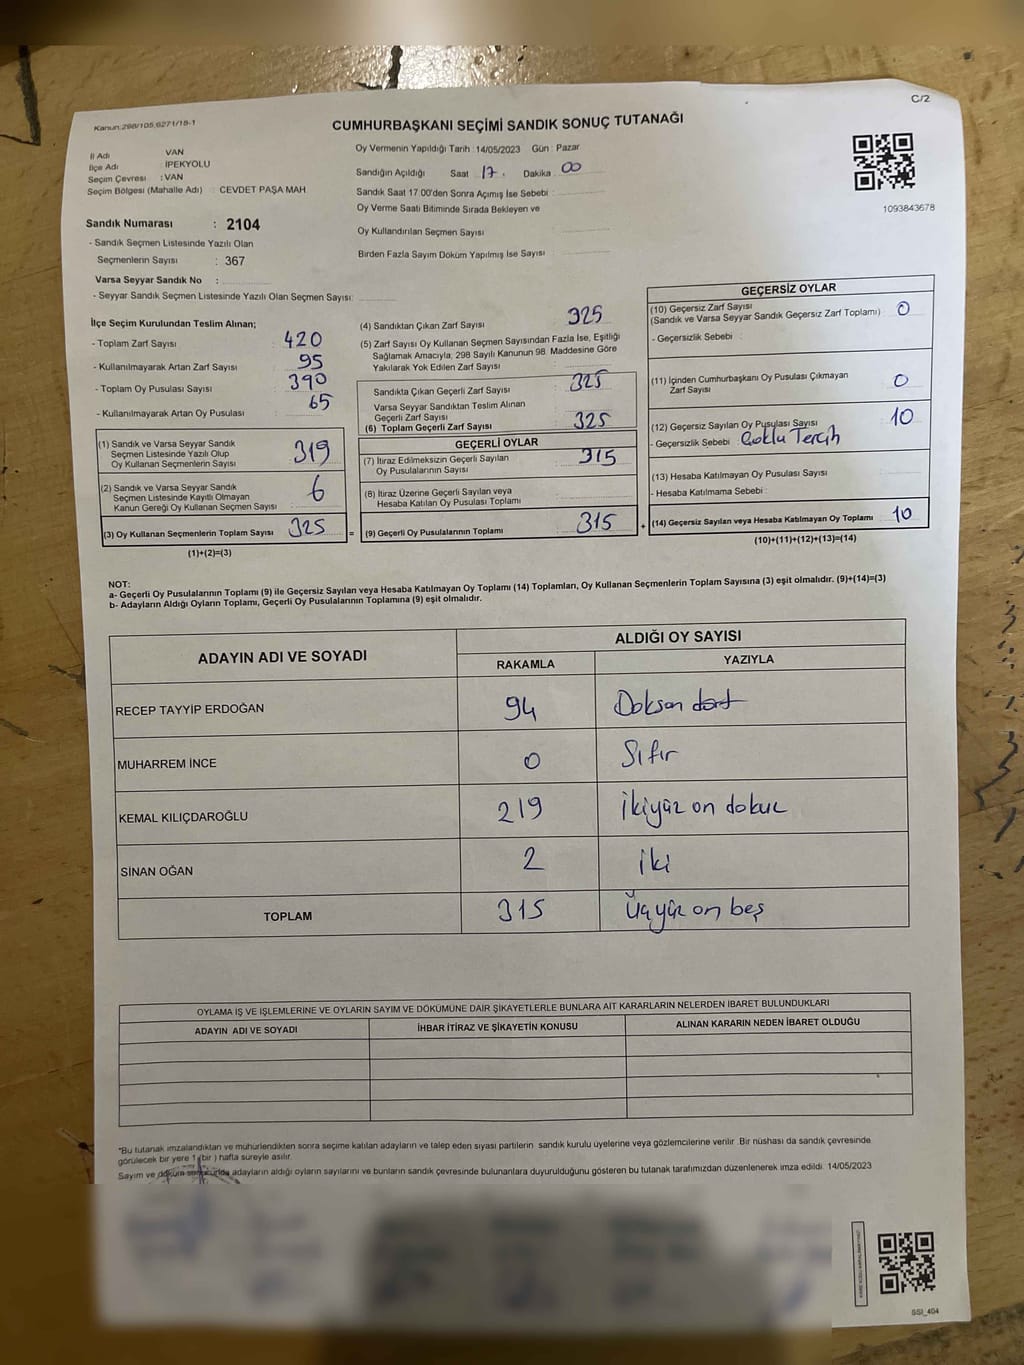 C/2
Kanun:298/105,6271/18-1
CUMHURBAŞKANI SEÇİMİ SANDIK SONUÇ TUTANAĞI
İl Adı VAN
İlçe Adı İPEKYOLU
Seçim Çevresi : VAN
Seçim Bölgesi (Mahalle Adı) : CEVDET PAŞA MAH.
Sandık Numarası : 2104
- Sandık Seçmen Listesinde Yazılı Olan
Seçmenlerin Sayısı : 367
Varsa Seyyar Sandık No :
- Seyyar Sandık Seçmen Listesinde Yazılı Olan Seçmen Sayısı:
Oy Vermenin Yapıldığı Tarih : 14/05/2023 Gün : Pazar
Sandığın Açıldığı Saat 17. Dakika 00
Sandık Saat 17.00'den Sonra Açımış İse Sebebi :
Oy Verme Saati Bitiminde Sırada Bekleyen ve
Oy Kullandırılan Seçmen Sayısı
Birden Fazla Sayım Döküm Yapılmış İse Sayısı
1093843678
İlçe Seçim Kurulundan Teslim Alınan;
- Toplam Zarf Sayısı : 420
- Kullanılmayarak Artan Zarf Sayısı : 95
- Toplam Oy Pusulası Sayısı : 390
- Kullanılmayarak Artan Oy Pusulası : 65
(1) Sandık ve Varsa Seyyar Sandık
Seçmen Listesinde Yazılı Olup
Oy Kullanan Seçmenlerin Sayısı 319
(2) Sandık ve Varsa Seyyar Sandık
Seçmen Listesinde Kayıtlı Olmayan
Kanun Gereği Oy Kullanan Seçmen Sayısı : 6
(3) Oy Kullanan Seçmenlerin Toplam Sayısı 325
(1)+(2)=(3)
(4) Sandıktan Çıkan Zarf Sayısı 325
(5) Zarf Sayısı Oy Kullanan Seçmen Sayısından Fazla İse, Eşitliği
Sağlamak Amacıyla, 298 Sayılı Kanunun 98. Maddesine Göre
Yakılarak Yok Edilen Zarf Sayısı
Sandıkta Çıkan Geçerli Zarf Sayısı 325
Varsa Seyyar Sandıktan Teslim Alınan
Geçerli Zarf Sayısı
(6) Toplam Geçerli Zarf Sayısı 325
GEÇERLİ OYLAR
(7) İtiraz Edilmeksizin Geçerli Sayılan
Oy Pusulalarının Sayısı 315
(8) İtiraz Üzerine Geçerli Sayılan veya
Hesaba Katılan Oy Pusulası Toplamı
= (9) Geçerli Oy Pusulalarının Toplamı 315
GEÇERSİZ OYLAR
(10) Geçersiz Zarf Sayısı
(Sandık ve Varsa Seyyar Sandık Geçersiz Zarf Toplamı) : 0
- Geçersizlik Sebebi :
(11) İçinden Cumhurbaşkanı Oy Pusulası Çıkmayan
Zarf Sayısı 0
(12) Geçersiz Sayılan Oy Pusulası Sayısı 10
- Geçersizlik Sebebi : Çoklu Tercih
(13) Hesaba Katılmayan Oy Pusulası Sayısı
- Hesaba Katılmama Sebebi :
+ (14) Geçersiz Sayılan veya Hesaba Katılmayan Oy Toplamı 10
(10)+(11)+(12)+(13)=(14)
NOT:
a- Geçerli Oy Pusulalarının Toplamı (9) ile Geçersiz Sayılan veya Hesaba Katılmayan Oy Toplamı (14) Toplamları, Oy Kullanan Seçmenlerin Toplam Sayısına (3) eşit olmalıdır. (9)+(14)=(3)
b- Adayların Aldığı Oyların Toplamı, Geçerli Oy Pusulalarının Toplamına (9) eşit olmalıdır.
ADAYIN ADI VE SOYADI ALDIĞI OY SAYISI
RAKAMLA YAZIYLA
RECEP TAYYİP ERDOĞAN 94 Doksan dört
MUHARREM İNCE 0 Sıfır
KEMAL KILIÇDAROĞLU 219 İkiyüz on dokuz
SİNAN OĞAN 2 iki
TOPLAM 315 Üçyüz on beş
OYLAMA İŞ VE İŞLEMLERİNE VE OYLARIN SAYIM VE DÖKÜMÜNE DAİR ŞİKAYETLERLE BUNLARA AİT KARARLARIN NELERDEN İBARET BULUNDUKLARI
ADAYIN ADI VE SOYADI İHBAR İTİRAZ VE ŞİKAYETİN KONUSU ALINAN KARARIN NEDEN İBARET OLDUĞU
*Bu tutanak imzalandıktan ve mühürlendikten sonra seçime katılan adayların ve talep eden siyasi partilerin sandık kurulu üyelerine veya gözlemcilerine verilir. Bir nüshası da sandık çevresinde
görülecek bir yere 1 (bir) hafta süreyle asılır.
Sayım ve döküm sonucunda adayların aldığı oyların sayılarını ve bunların sandık çevresinde bulunanlara duyurulduğunu gösteren bu tutanak tarafımızdan düzenlenerek imza edildi. 14/05/2023
SSI_404